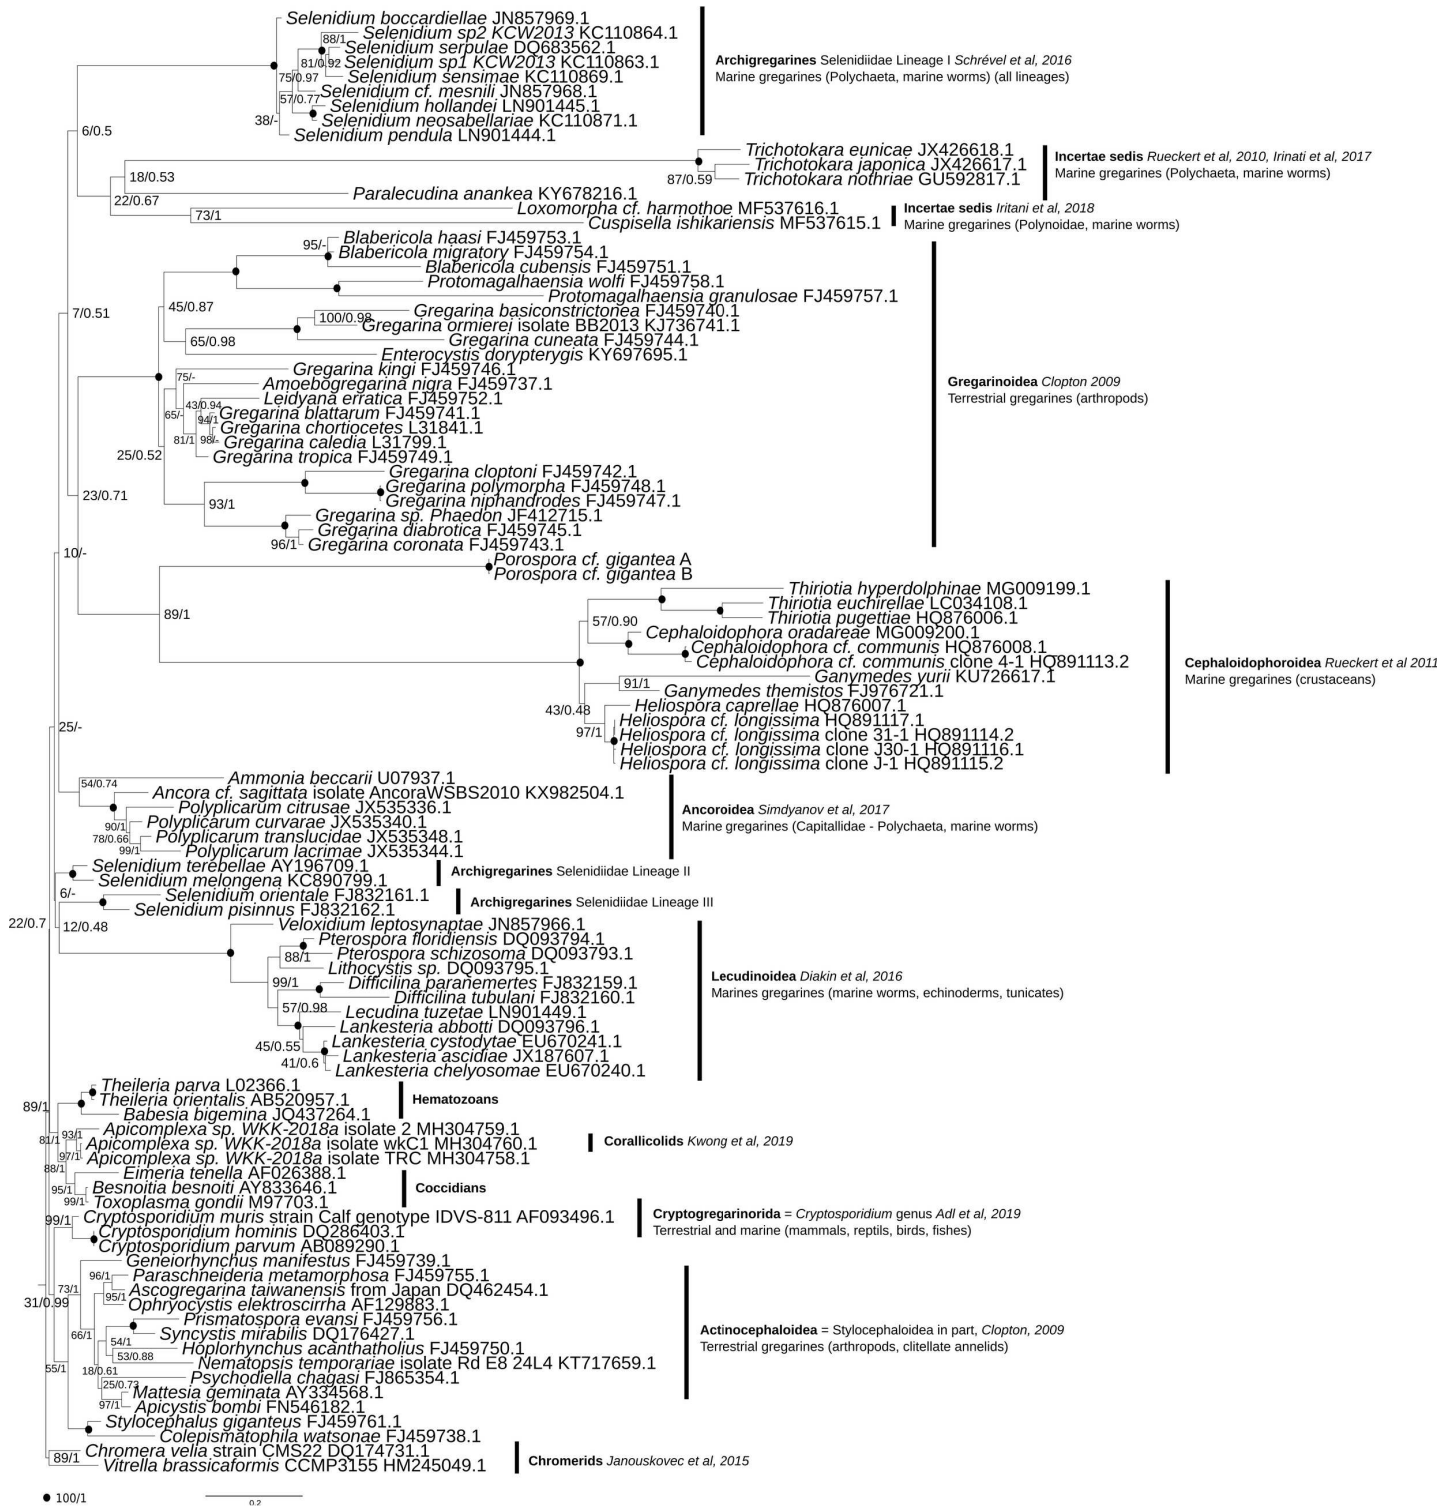 Selenidium boccardiellae JN857969.1
Selenidium sp2 KCW2013 KC110864.1
88/1
Selenidium serpulae DQ683562.1
Selenidium sp1 KCW2013 KC110863.1
81/0.92
Selenidium sensimae KC110869.1
75/0.97
Selenidium cf. mesnili JN857968.1
57/0.77
Selenidium hollandei LN901445.1
Selenidium neosabellariae KC110871.1
38/-
Selenidium pendula LN901444.1
Archigregarines Selenidiidae Lineage I Schrével et al, 2016
Marine gregarines (Polychaeta, marine worms) (all lineages)
6/0.5
Trichotokara eunicae JX426618.1
Trichotokara japonica JX426617.1
Trichotokara nothriae GU592817.1
87/0.59
Incertae sedis Rueckert et al, 2010, Irinati et al, 2017
Marine gregarines (Polychaeta, marine worms)
18/0.53
Paralecudina anankea KY678216.1
22/0.67
Loxomorpha cf. harmothoe MF537616.1
73/1
Cuspisella ishikariensis MF537615.1
Incertae sedis Iritani et al, 2018
Marine gregarines (Polynoidae, marine worms)
Blabericola haasi FJ459753.1
95/-
Blabericola migratory FJ459754.1
Blabericola cubensis FJ459751.1
Protomagalhaensia wolfi FJ459758.1
Protomagalhaensia granulosae FJ459757.1
45/0.87
7/0.51
Gregarina basiconstrictonea FJ459740.1
100/0.98
Gregarina ormierei isolate BB2013 KJ736741.1
65/0.98
Gregarina cuneata FJ459744.1
Enterocystis dorypterygis KY697695.1
Gregarina kingi FJ459746.1
75/-
Amoebogregarina nigra FJ459737.1
Leidyana erratica FJ459752.1
43/0.94
Gregarina blattarum FJ459741.1
65/-
94/1
Gregarina chortiocetes L31841.1
81/1
98/-
Gregarina caledia L31799.1
25/0.52
Gregarina tropica FJ459749.1
Gregarina cloptoni FJ459742.1
Gregarina polymorpha FJ459748.1
23/0.71
93/1
Gregarina niphandrodes FJ459747.1
Gregarina sp. Phaedon JF412715.1
Gregarina diabrotica FJ459745.1
96/1
Gregarina coronata FJ459743.1
Gregarinoidea Clopton 2009
Terrestrial gregarines (arthropods)
10/-
Porospora cf. gigantea A
Porospora cf. gigantea B
89/1
Thiriotia hyperdolphinae MG009199.1
Thiriotia euchirellae LC034108.1
57/0.90
Thiriotia pugettiae HQ876006.1
Cephaloidophora oradareae MG009200.1
Cephaloidophora cf. communis HQ876008.1
Cephaloidophora cf. communis clone 4-1 HQ891113.2
Ganymedes yurii KU726617.1
91/1
Ganymedes themistos FJ976721.1
43/0.48
Heliospora caprellae HQ876007.1
Heliospora cf. longissima HQ891117.1
97/1
Heliospora cf. longissima clone 31-1 HQ891114.2
Heliospora cf. longissima clone J30-1 HQ891116.1
Heliospora cf. longissima clone J-1 HQ891115.2
Cephaloidophoroidea Rueckert et al 2011
Marine gregarines (crustaceans)
25/-
Ammonia beccarii U07937.1
54/0.74
Ancora cf. sagittata isolate AncoraWSBS2010 KX982504.1
Polyplicarum citrusae JX535336.1
90/1
Polyplicarum curvarae JX535340.1
78/0.66
Polyplicarum translucidae JX535348.1
99/1
Polyplicarum lacrimae JX535344.1
Ancoroidea Simdyanov et al, 2017
Marine gregarines (Capitallidae - Polychaeta, marine worms)
Selenidium terebellae AY196709.1
Selenidium melongena KC890799.1
Archigregarines Selenidiidae Lineage II
6/-
Selenidium orientale FJ832161.1
Selenidium pisinnus FJ832162.1
Archigregarines Selenidiidae Lineage III
22/0.7
12/0.48
Veloxidium leptosynaptae JN857966.1
Pterospora floridiensis DQ093794.1
88/1
Pterospora schizosoma DQ093793.1
Lithocystis sp. DQ093795.1
99/1
Difficilina paranemertes FJ832159.1
Difficilina tubulani FJ832160.1
57/0.98
Lecudina tuzetae LN901449.1
Lankesteria abbotti DQ093796.1
45/0.55
Lankesteria cystodytae EU670241.1
41/0.6
Lankesteria ascidiae JX187607.1
Lankesteria chelyosomae EU670240.1
Lecudinoidea Diakin et al, 2016
Marines gregarines (marine worms, echinoderms, tunicates)
Theileria parva L02366.1
Theileria orientalis AB520957.1
89/1
Babesia bigemina JQ437264.1
Hematozoans
Apicomplexa sp. WKK-2018a isolate 2 MH304759.1
81/1
93/1
Apicomplexa sp. WKK-2018a isolate wkC1 MH304760.1
97/1
Apicomplexa sp. WKK-2018a isolate TRC MH304758.1
Corallicolids Kwong et al, 2019
88/1
Eimeria tenella AF026388.1
95/1
Besnoitia besnoiti AY833646.1
99/1
Toxoplasma gondii M97703.1
Coccidians
99/1
Cryptosporidium muris strain Calf genotype IDVS-811 AF093496.1
Cryptosporidium hominis DQ286403.1
Cryptosporidium parvum AB089290.1
Cryptogregarinorida = Cryptosporidium genus Adl et al, 2019
Terrestrial and marine (mammals, reptils, birds, fishes)
Geneiorhynchus manifestus FJ459739.1
96/1
Paraschneideria metamorphosa FJ459755.1
73/1
Ascogregarina taiwanensis from Japan DQ462454.1
31/0.99
95/1
Ophryocystis elektroscirrha AF129883.1
Prismatospora evansi FJ459756.1
66/1
Syncystis mirabilis DQ176427.1
54/1
Hoplorhynchus acanthatholius FJ459750.1
53/0.88
Nematopsis temporariae isolate Rd E8 24L4 KT717659.1
55/1
18/0.61
Psychodiella chagasi FJ865354.1
25/0.73
Mattesia geminata AY334568.1
97/1
Apicystis bombi FN546182.1
Actinocephaloidea = Stylocephaloidea in part, Clopton, 2009
Terrestrial gregarines (arthropods, clitellate annelids)
Stylocephalus giganteus FJ459761.1
Colepismatophila watsonae FJ459738.1
Chromera velia strain CMS22 DQ174731.1
89/1
Vitrella brassicaformis CCMP3155 HM245049.1
Chromerids Janouskovec et al, 2015
100/1
0.2